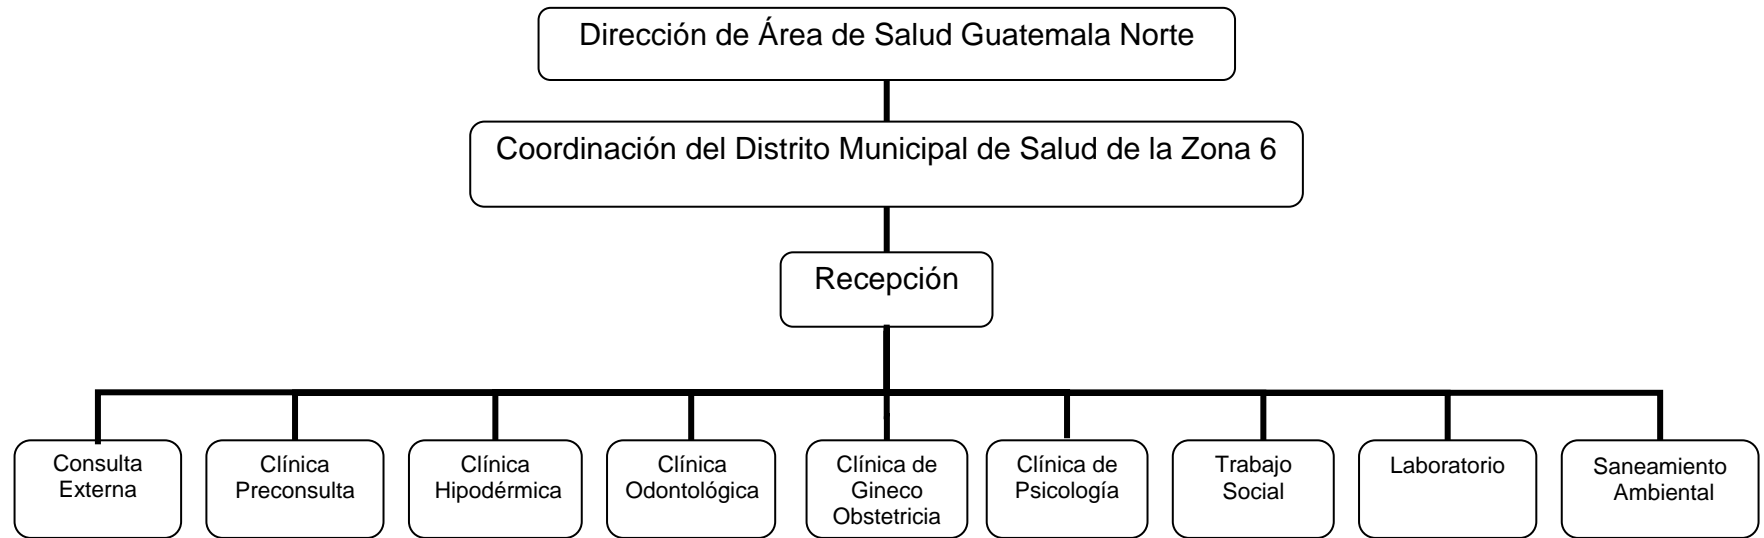 Dirección de Área de Salud Guatemala Norte
Coordinación del Distrito Municipal de Salud de la Zona 6
Recepción
Consulta
Externa
Clínica
Preconsulta
Clínica
Hipodérmica
Clínica
Odontológica
Clínica de
Gineco
Obstetricia
Clínica de
Psicología
Trabajo
Social
Laboratorio
Saneamiento
Ambiental